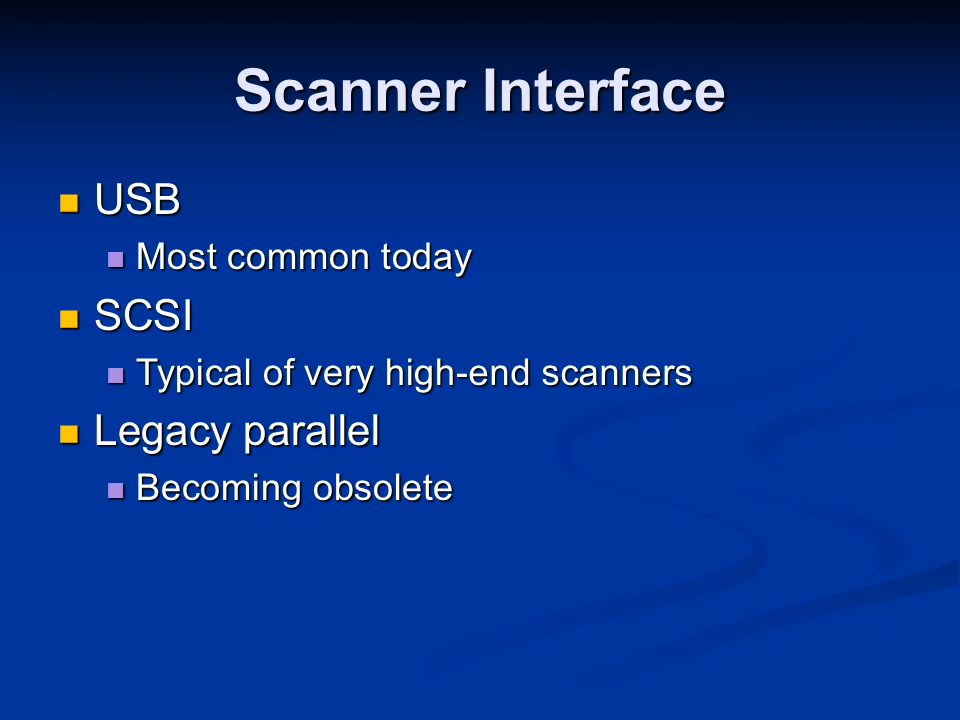 Scanner Interface
USB
Most common today
SCSI
Typical of very high-end scanners
Legacy parallel
Becoming obsolete